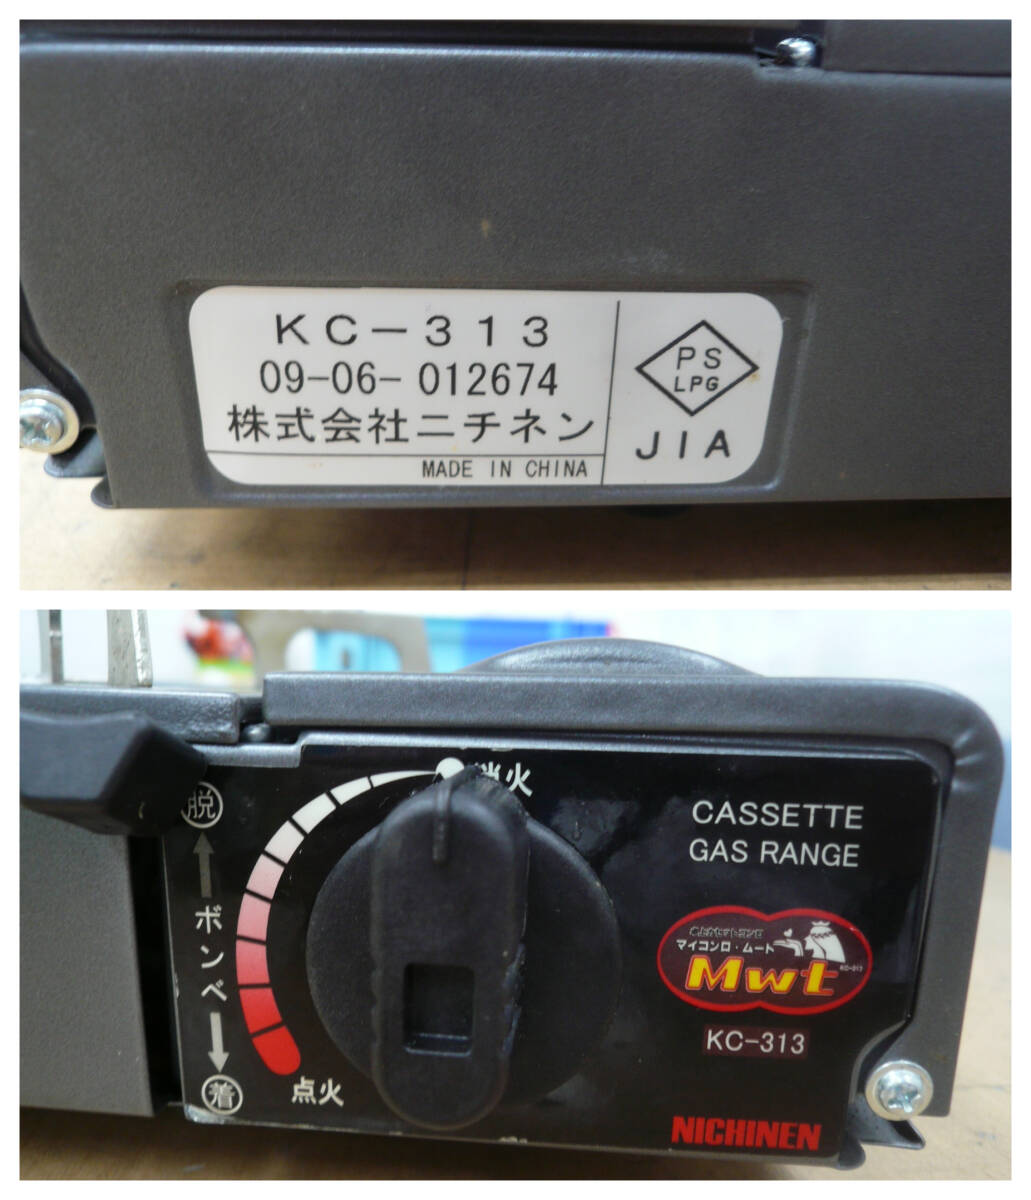 KC-313
09-06-012674
株式会社ニチネン
MADE IN CHINA
PS
LPG
JIA
消火
脱
ボンベ
着
点火
CASSETTE
GAS RANGE
マイコンロ・ムート
Mwt
KC-313
KC-313
NICHINEN